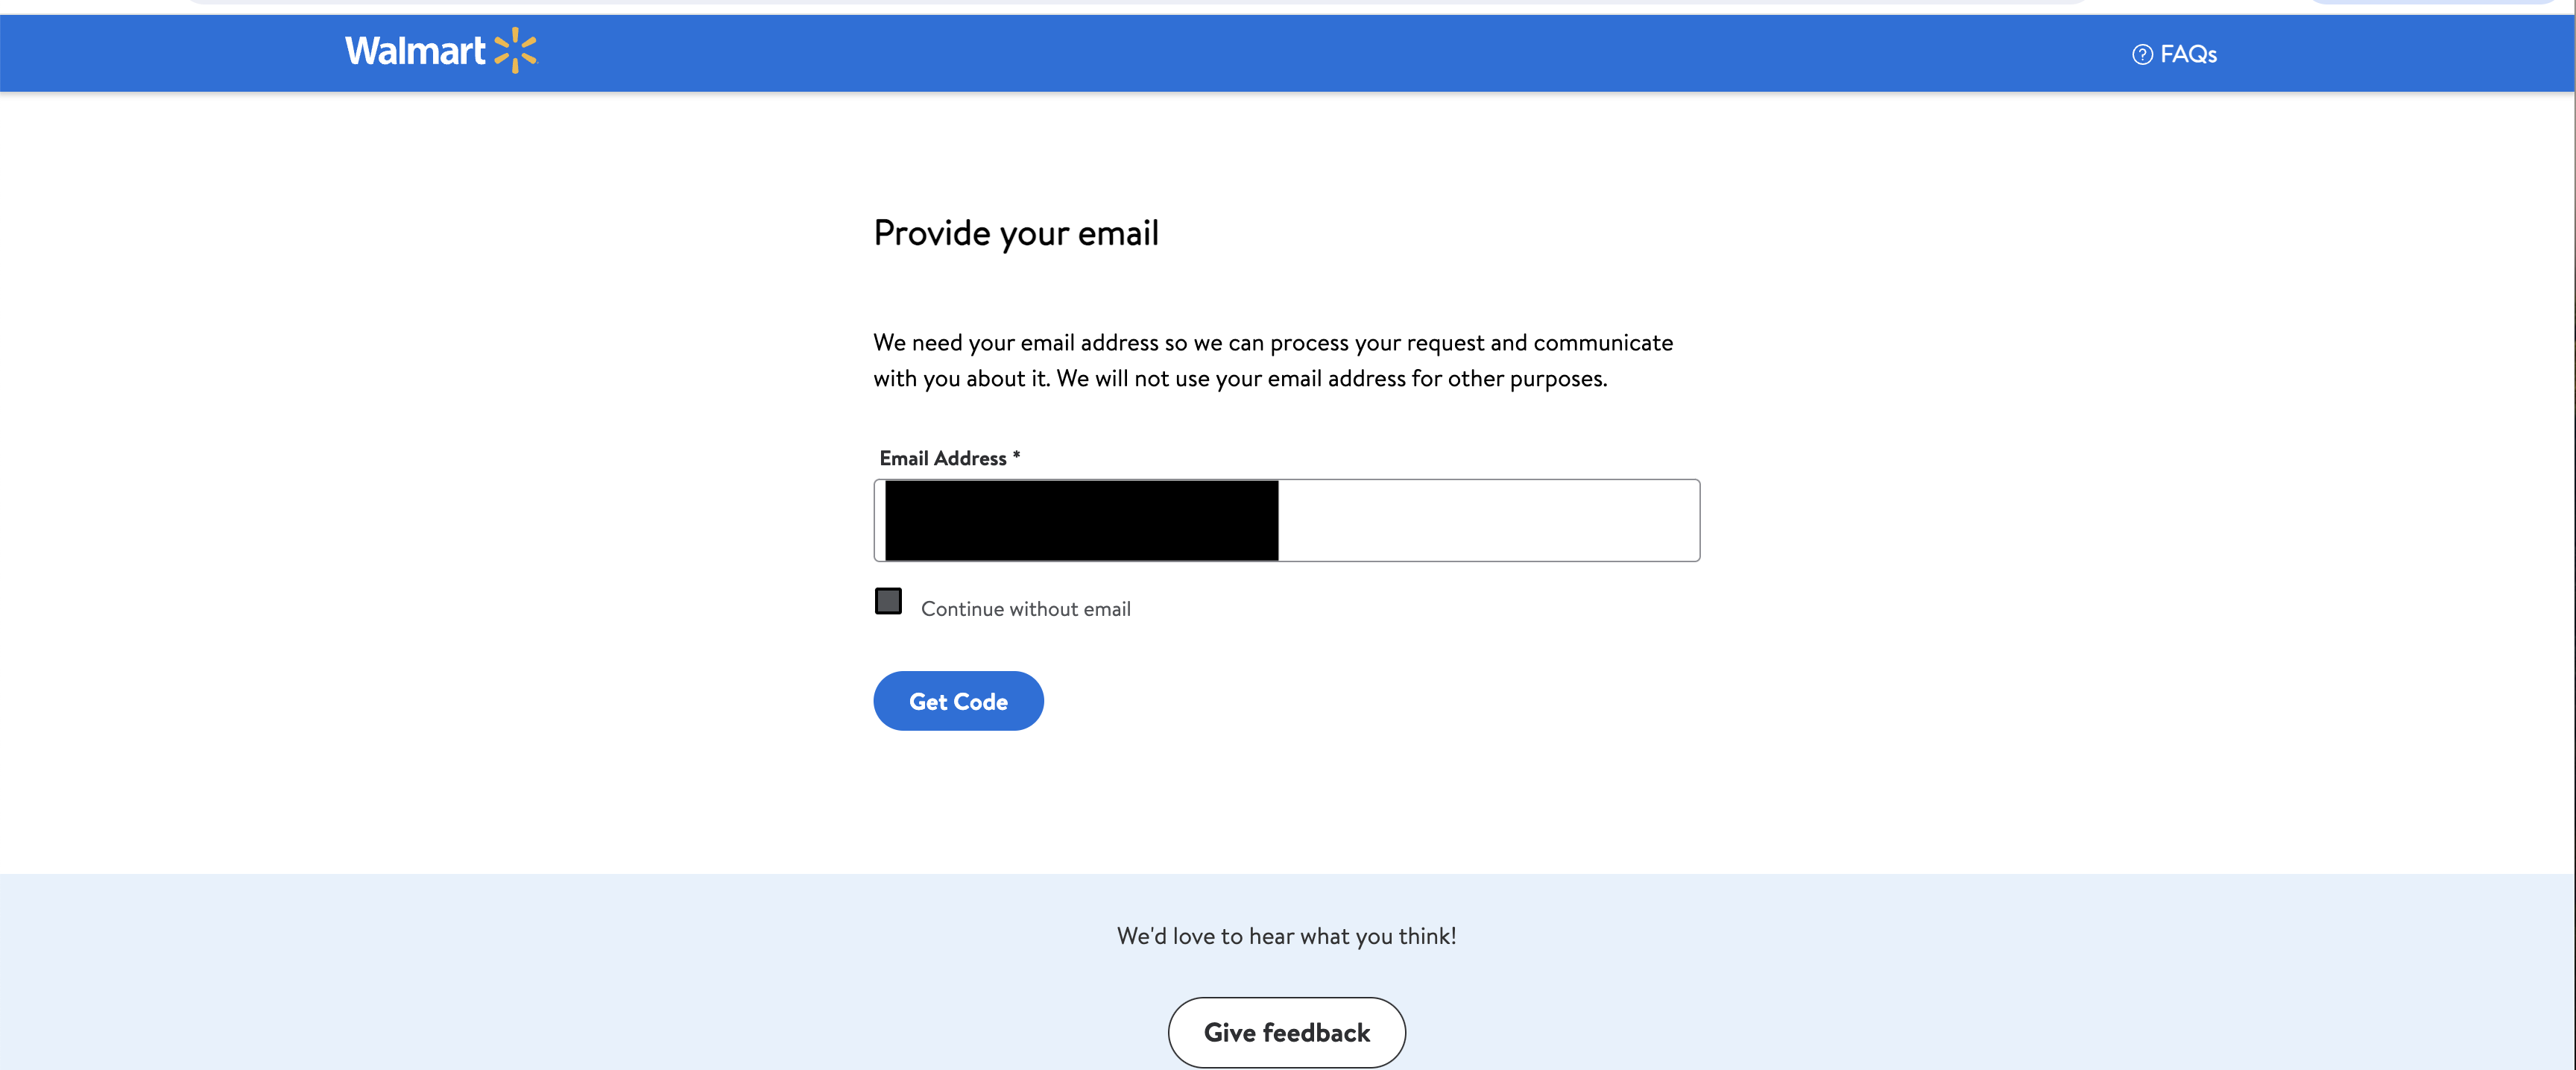 Walmart
FAQs
Provide your email
We need your email address so we can process your request and communicate
with you about it. We will not use your email address for other purposes.
Email Address *
Continue without email
Get Code
We'd love to hear what you think!
Give feedback